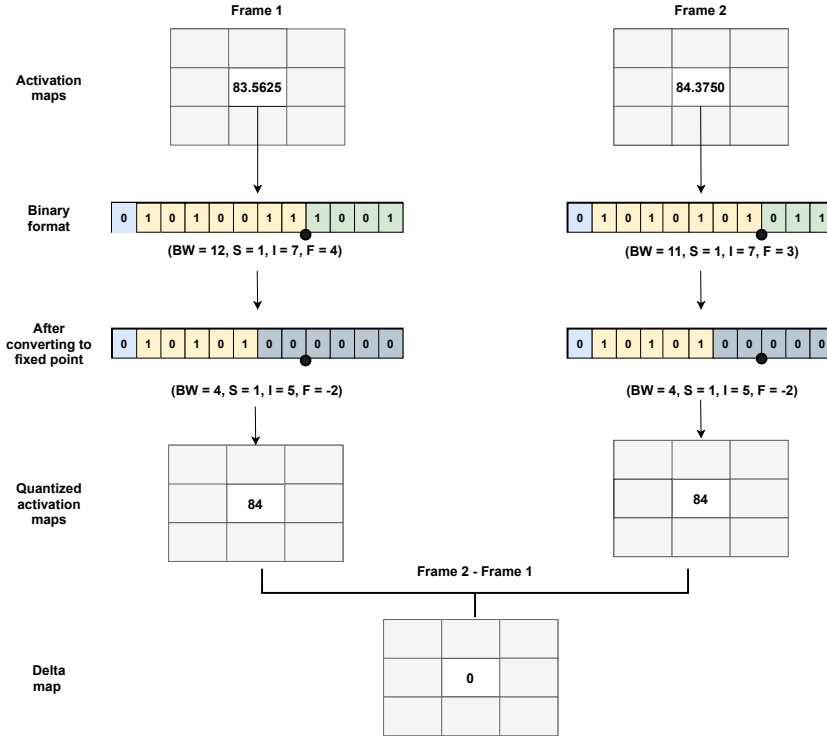 Frame 1
Frame 2
Activation
maps
83.5625
84.3750
Binary
format
0 1 0 1 0 0 1 1 1 0 0 1
0 1 0 1 0 1 0 1 0 1 1
(BW = 12, S = 1, I = 7, F = 4)
(BW = 11, S = 1, I = 7, F = 3)
After
converting to
fixed point
0 1 0 1 0 1 0 0 0 0 0 0
0 1 0 1 0 1 0 0 0 0 0
(BW = 4, S = 1, I = 5, F = -2)
(BW = 4, S = 1, I = 5, F = -2)
Quantized
activation
maps
84
84
Frame 2 - Frame 1
Delta
map
0